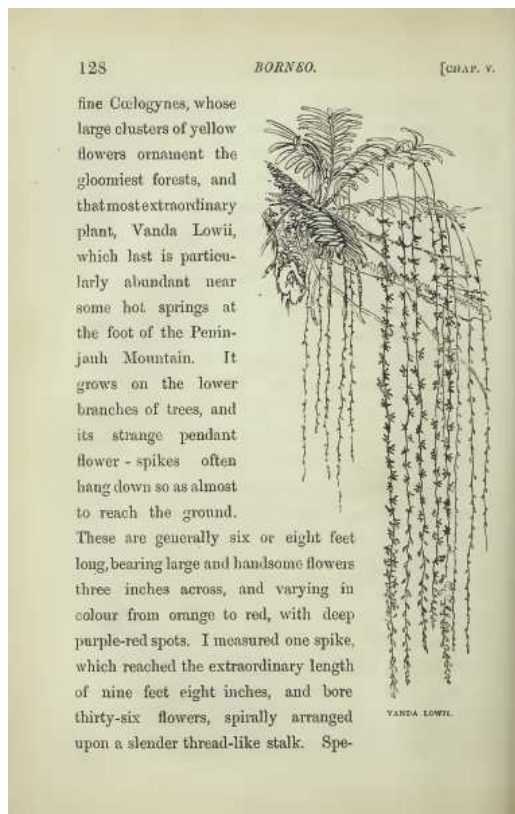 128
BORNEO.
[CHAP. V.
fine Cœlogynes, whose
large clusters of yellow
flowers ornament the
gloomiest forests, and
that most extraordinary
plant, Vanda Lowii,
which last is particu-
larly abundant near
some hot springs at
the foot of the Penin-
jauh Mountain. It
grows on the lower
branches of trees, and
its strange pendant
flower-spikes often
hang down so as almost
to reach the ground.
These are generally six or eight feet
long, bearing large and handsome flowers
three inches across, and varying in
colour from orange to red, with deep
purple-red spots. I measured one spike,
which reached the extraordinary length
of nine feet eight inches, and bore
thirty-six flowers, spirally arranged
upon a slender thread-like stalk. Spe-
VANDA LOWII.